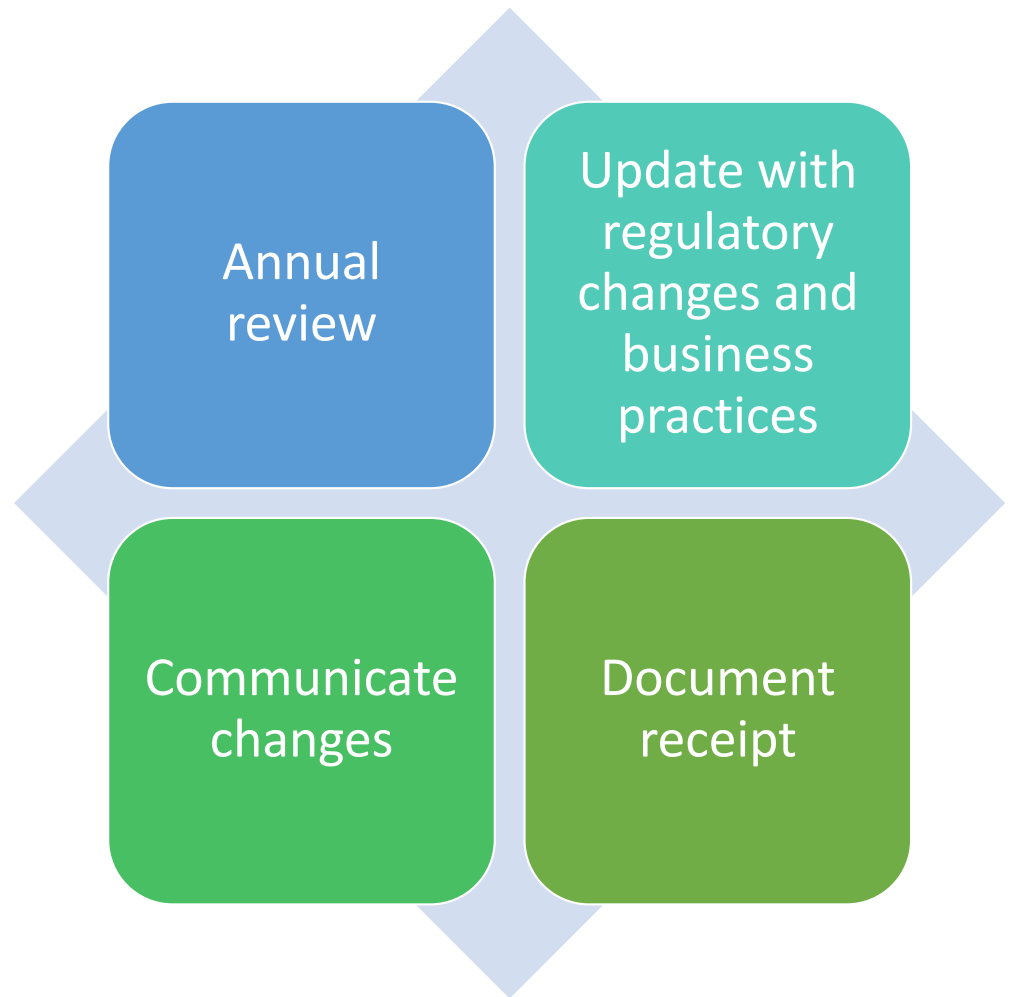 Annual
review
Update with
regulatory
changes and
business
practices
Communicate
changes
Document
receipt